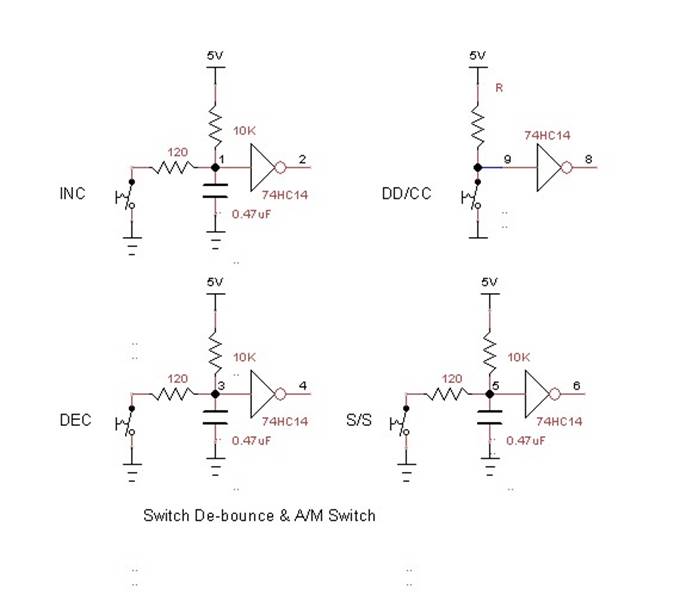 5V
10K
120
1
2
INC
74HC14
0.47uF
5V
R
74HC14
9
8
DD/CC
5V
10K
120
3
4
DEC
74HC14
0.47uF
5V
10K
120
5
6
S/S
74HC14
0.47uF
Switch De-bounce & A/M Switch